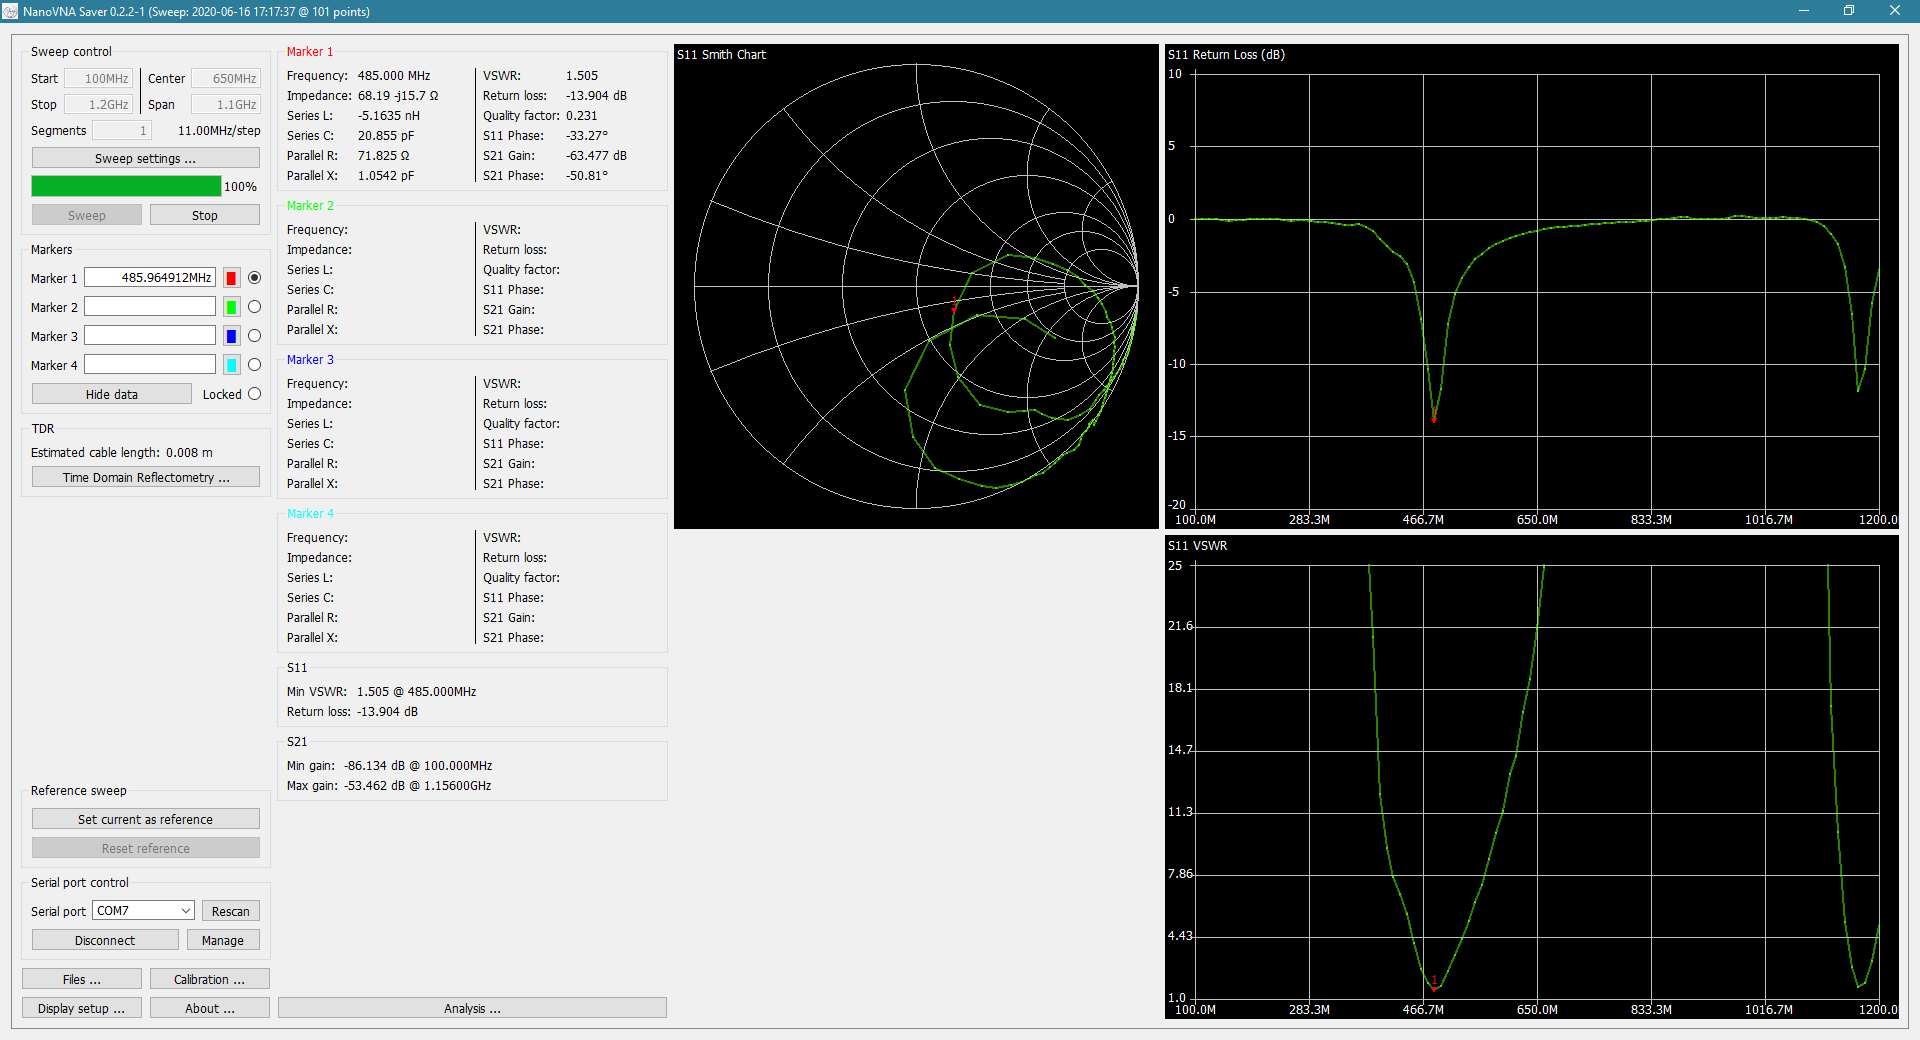 NanoVNA Saver 0.2.2-1 (Sweep: 2020-06-16 17:17:37 @ 101 points)
Sweep control
Start 100MHz Center 650MHz
Stop 1.2GHz Span 1.1GHz
Segments 1 11.00MHz/step
Sweep settings ...
100%
Sweep Stop
Markers
Marker 1 485.964912MHz
Marker 2
Marker 3
Marker 4
Hide data Locked
TDR
Estimated cable length: 0.008 m
Time Domain Reflectometry ...
Reference sweep
Set current as reference
Reset reference
Serial port control
Serial port COM7 Rescan
Disconnect Manage
Files ... Calibration ...
Display setup ... About ...
Marker 1
Frequency: 485.000 MHz VSWR: 1.505
Impedance: 68.19 -j15.7 Ω Return loss: -13.904 dB
Series L: -5.1635 nH Quality factor: 0.231
Series C: 20.855 pF S11 Phase: -33.27°
Parallel R: 71.825 Ω S21 Gain: -63.477 dB
Parallel X: 1.0542 pF S21 Phase: -50.81°
Marker 2
Frequency: VSWR:
Impedance: Return loss:
Series L: Quality factor:
Series C: S11 Phase:
Parallel R: S21 Gain:
Parallel X: S21 Phase:
Marker 3
Frequency: VSWR:
Impedance: Return loss:
Series L: Quality factor:
Series C: S11 Phase:
Parallel R: S21 Gain:
Parallel X: S21 Phase:
Marker 4
Frequency: VSWR:
Impedance: Return loss:
Series L: Quality factor:
Series C: S11 Phase:
Parallel R: S21 Gain:
Parallel X: S21 Phase:
S11
Min VSWR: 1.505 @ 485.000MHz
Return loss: -13.904 dB
S21
Min gain: -86.134 dB @ 100.000MHz
Max gain: -53.462 dB @ 1.15600GHz
Analysis ...
S11 Smith Chart
1
S11 Return Loss (dB)
10
5
0
-5
-10
-15
-20
1
100.0M 283.3M 466.7M 650.0M 833.3M 1016.7M 1200.0
S11 VSWR
25
21.6
18.1
14.7
11.3
7.86
4.43
1.0
1
100.0M 283.3M 466.7M 650.0M 833.3M 1016.7M 1200.0